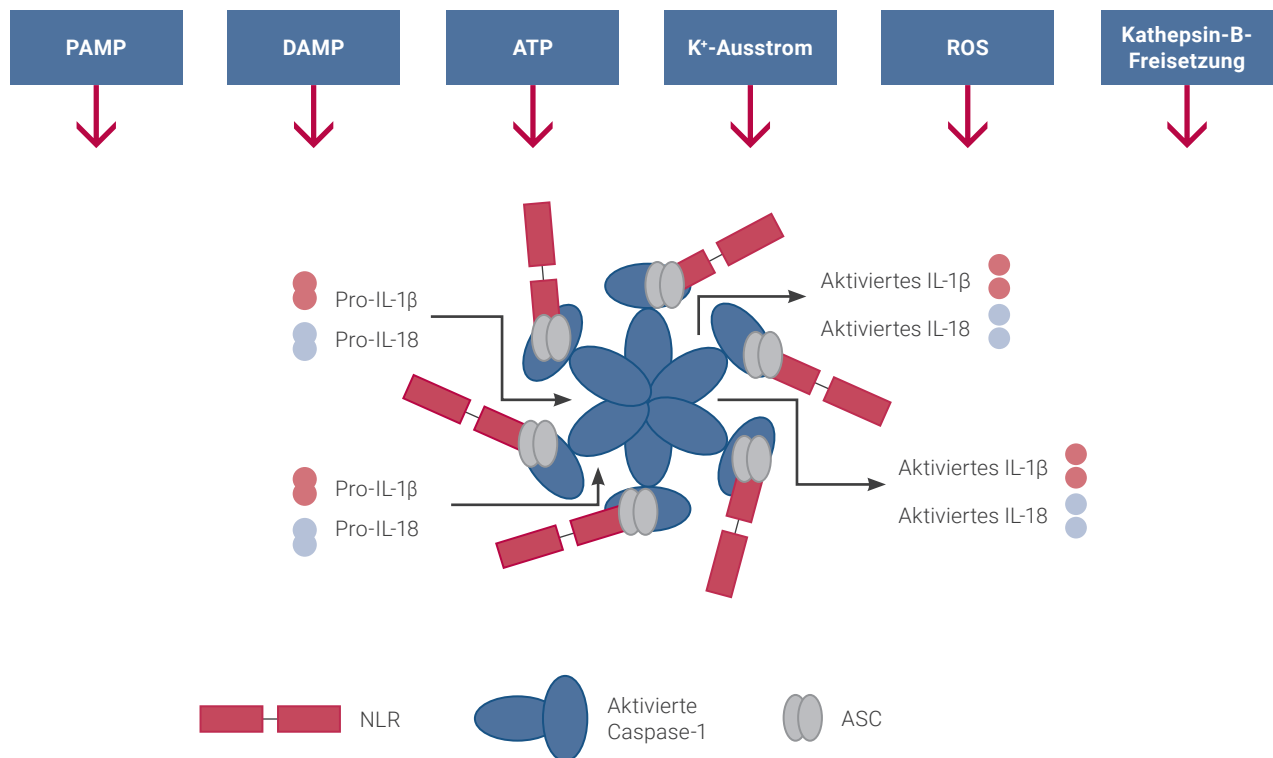 PAMP
DAMP
ATP
K⁺-Ausstrom
ROS
Kathepsin-B-
Freisetzung
Pro-IL-1β
Pro-IL-18
Aktiviertes IL-1β
Aktiviertes IL-18
Pro-IL-1β
Pro-IL-18
Aktiviertes IL-1β
Aktiviertes IL-18
NLR
Aktivierte
Caspase-1
ASC